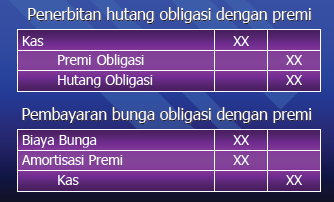 Penerbitan hutang obligasi dengan premi
Kas XX
Premi Obligasi XX
Hutang Obligasi XX
Pembayaran bunga obligasi dengan premi
Biaya Bunga XX
Amortisasi Premi XX
Kas XX